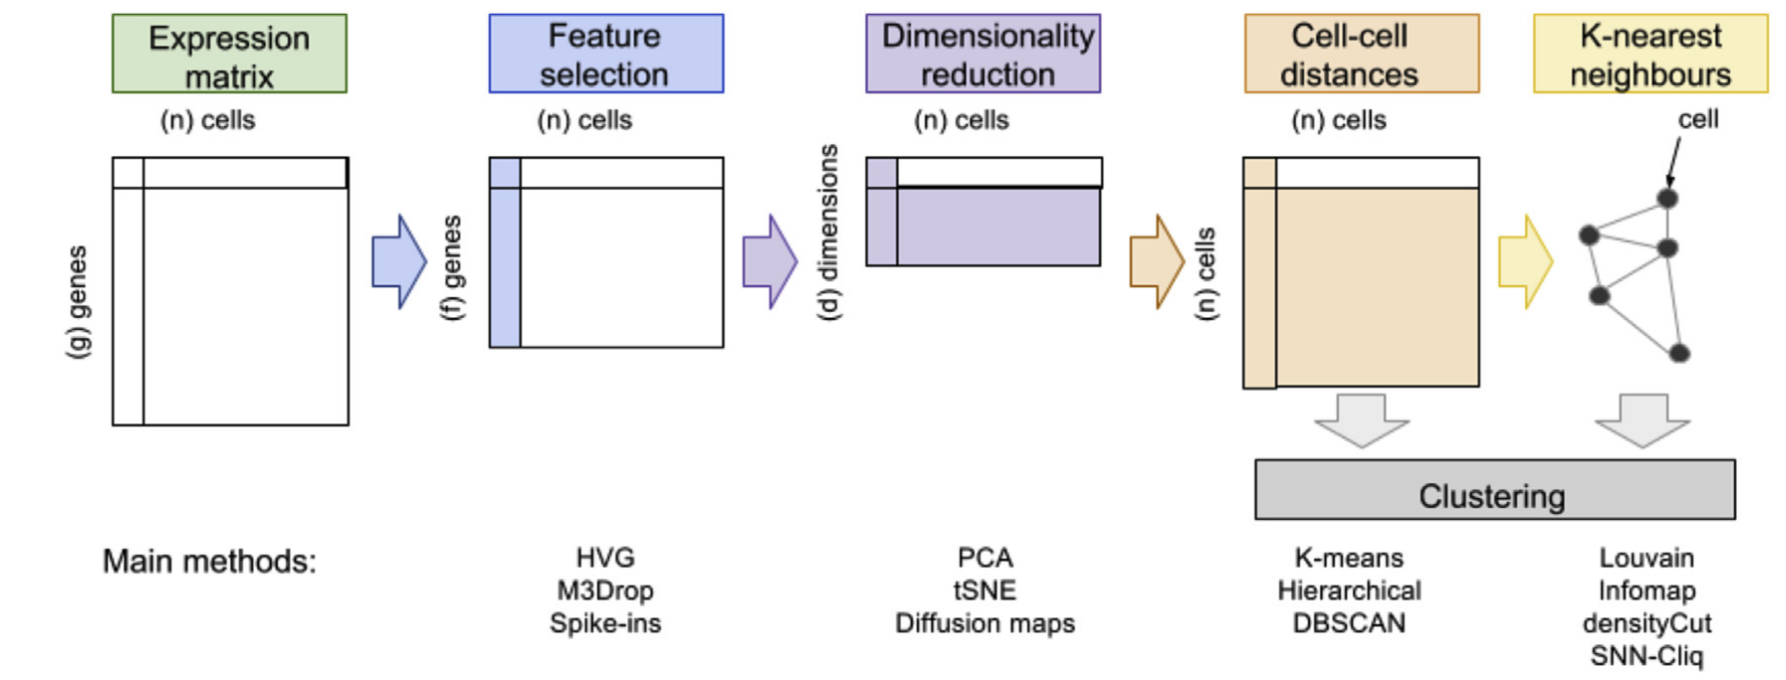 Expression
matrix
Feature
selection
Dimensionality
reduction
Cell-cell
distances
K-nearest
neighbours
(n) cells
(n) cells
(n) cells
(n) cells
cell
(g) genes
(f) genes
(d) dimensions
(n) cells
Clustering
Main methods:
HVG
M3Drop
Spike-ins
PCA
tSNE
Diffusion maps
K-means
Hierarchical
DBSCAN
Louvain
Infomap
densityCut
SNN-Cliq